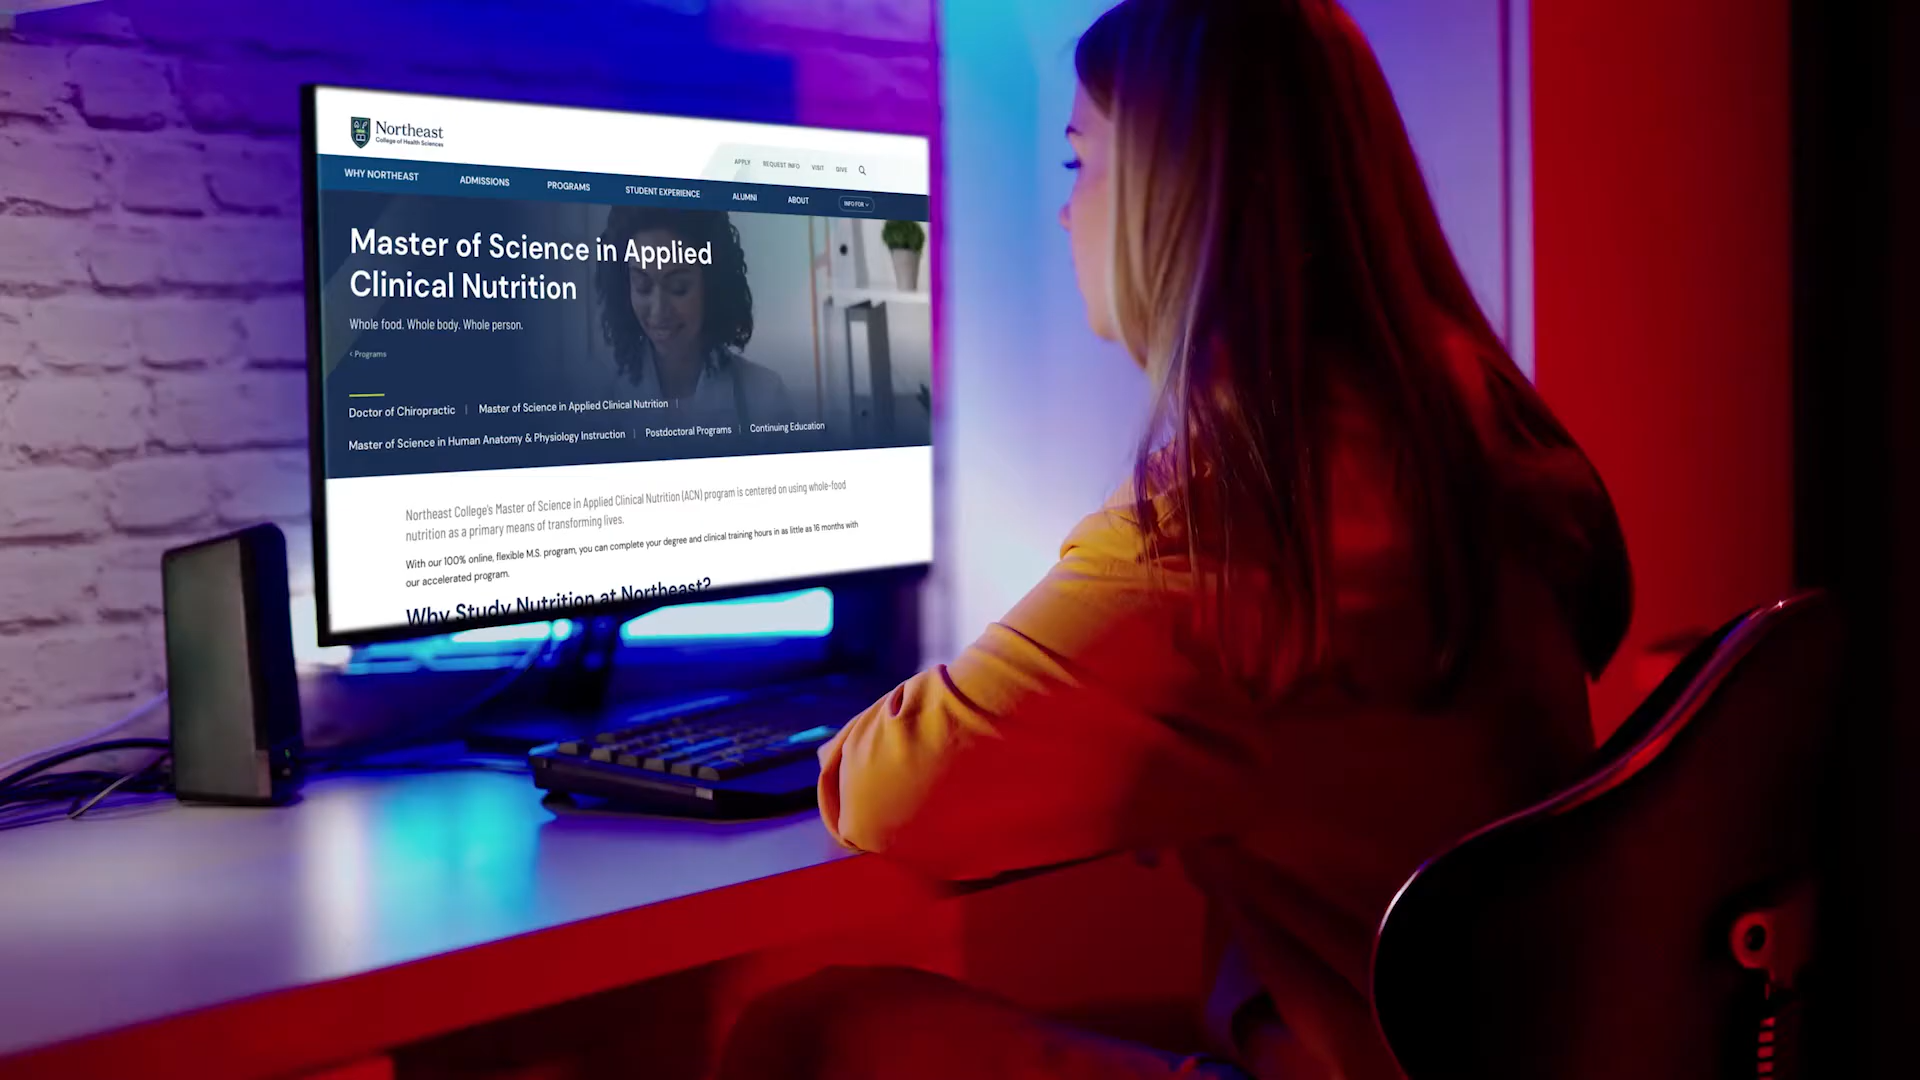 Northeast
College of Health Sciences
APPLY REQUEST INFO VISIT GIVE
WHY NORTHEAST ADMISSIONS PROGRAMS STUDENT EXPERIENCE ALUMNI ABOUT INFO FOR
Master of Science in Applied
Clinical Nutrition
Whole food. Whole body. Whole person.
‹ Programs
Doctor of Chiropractic | Master of Science in Applied Clinical Nutrition |
Master of Science in Human Anatomy & Physiology Instruction | Postdoctoral Programs | Continuing Education
Northeast College's Master of Science in Applied Clinical Nutrition (ACN) program is centered on using whole-food
nutrition as a primary means of transforming lives.
With our 100% online, flexible M.S. program, you can complete your degree and clinical training hours in as little as 16 months with
our accelerated program.
Why Study Nutrition at Northeast?